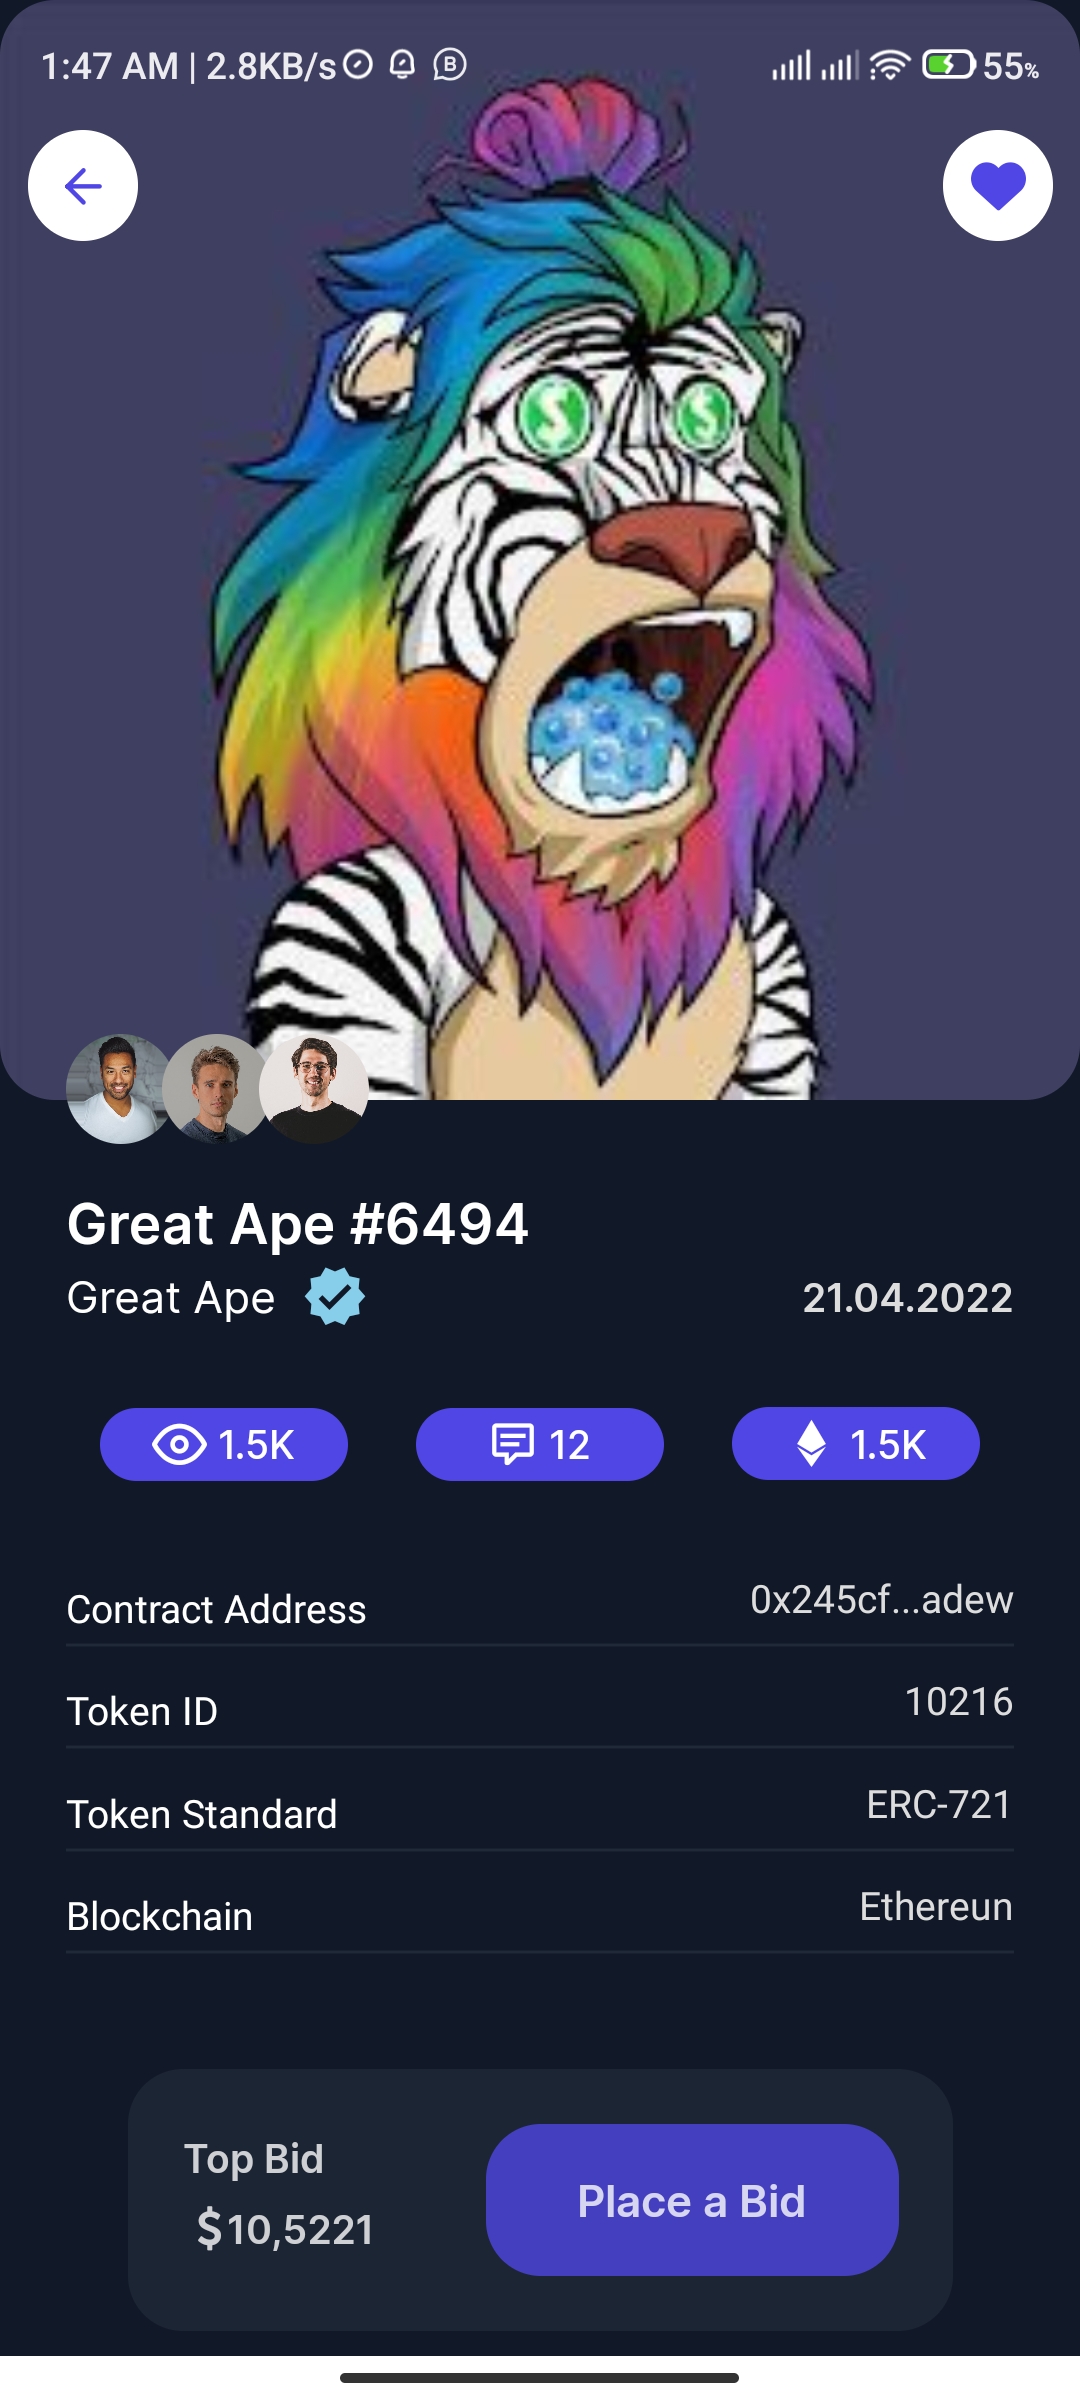 1:47 AM | 2.8KB/s B 55%
$ $
Great Ape #6494
Great Ape 21.04.2022
1.5K 12 1.5K
Contract Address 0x245cf...adew
Token ID 10216
Token Standard ERC-721
Blockchain Ethereun
Top Bid
$10,5221
Place a Bid